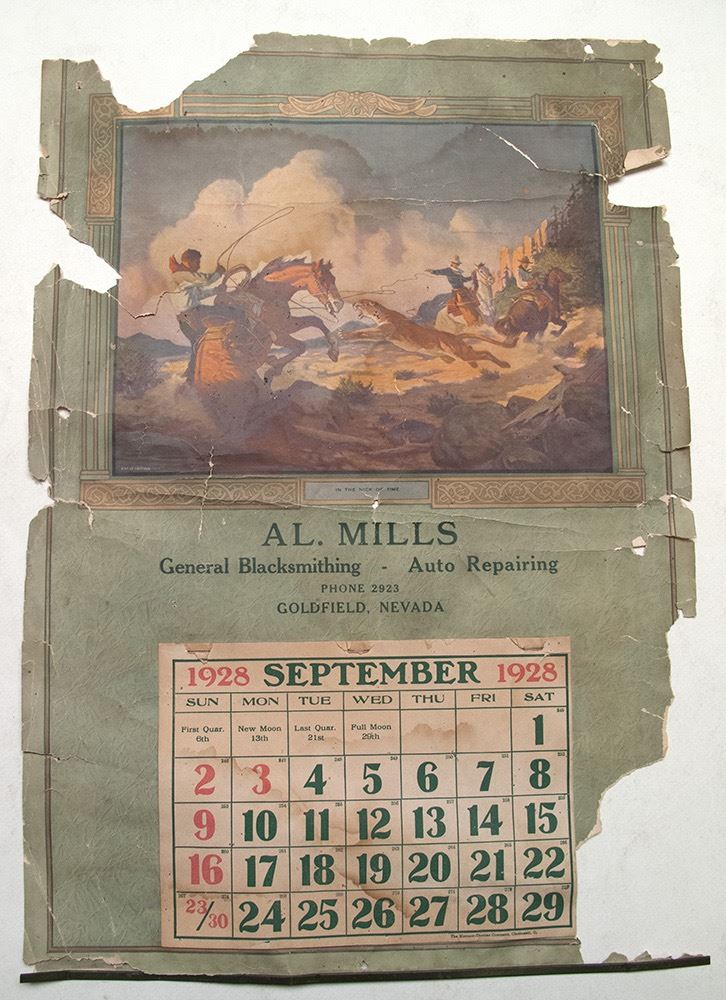 IN THE NICK OF TIME
AL. MILLS
General Blacksmithing - Auto Repairing
PHONE 2923
GOLDFIELD, NEVADA
1928 SEPTEMBER 1928
SUN MON TUE WED THU FRI SAT
First Quar. 6th New Moon 13th Last Quar. 21st Full Moon 29th 1
2 3 4 5 6 7 8
9 10 11 12 13 14 15
16 17 18 19 20 21 22
23/30 24 25 26 27 28 29